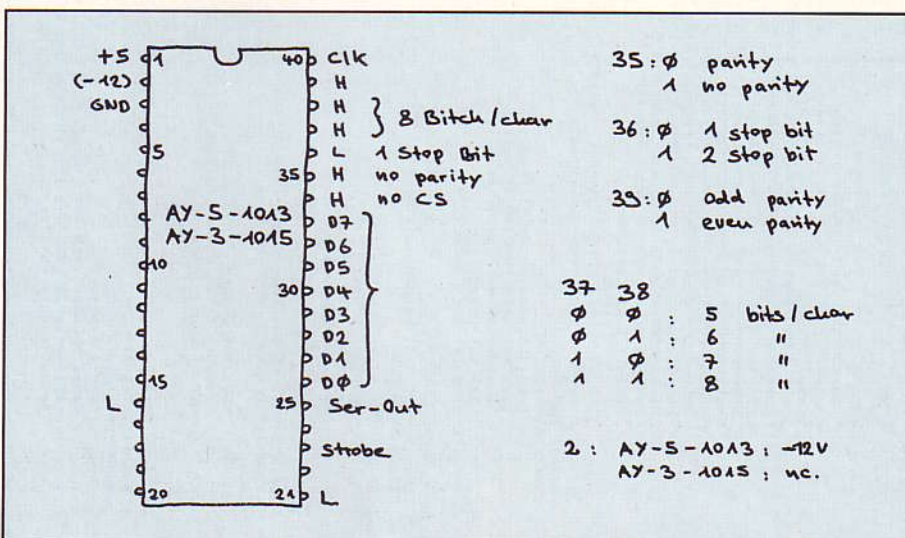 +5 1 40 Clk
(-12) H
GND H
H } 8 Bitch/char
5 L 1 Stop Bit
35 H no parity
H no CS
AY-5-1013 D7
AY-3-1015 D6
D5
10 30 D4
D3
D2
D1
15 DØ
L 25 Ser-Out
Strobe
20 21 L
35 : Ø parity
1 no parity
36 : Ø 1 stop bit
1 2 stop bit
39 : Ø odd parity
1 even parity
37 38
Ø Ø : 5 bits/char
Ø 1 : 6 "
1 Ø : 7 "
1 1 : 8 "
2 : AY-5-1013 : -12V
AY-3-1015 : nc.